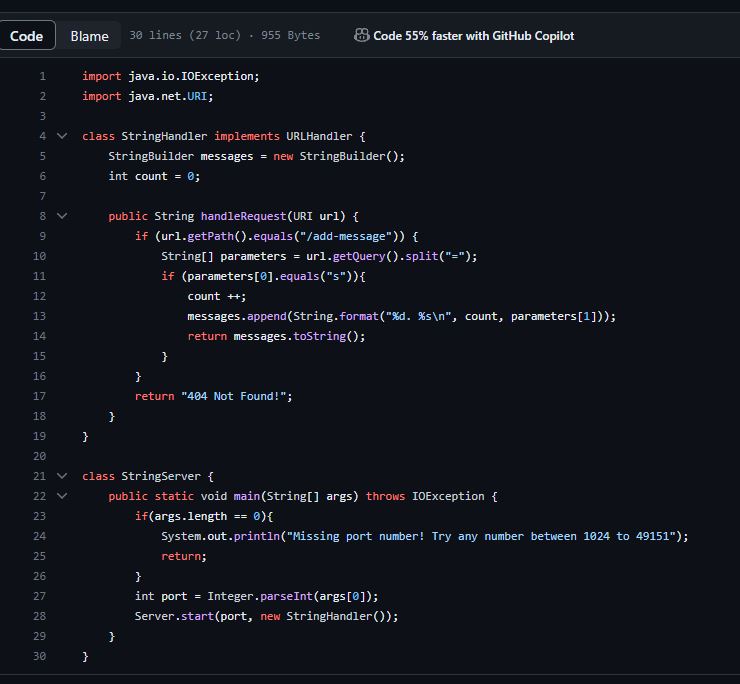 Code Blame 30 lines (27 loc) · 955 Bytes Code 55% faster with GitHub Copilot
1 import java.io.IOException;
2 import java.net.URI;
3
4 class StringHandler implements URLHandler {
5 StringBuilder messages = new StringBuilder();
6 int count = 0;
7
8 public String handleRequest(URI url) {
9 if (url.getPath().equals("/add-message")) {
10 String[] parameters = url.getQuery().split("=");
11 if (parameters[0].equals("s")){
12 count ++;
13 messages.append(String.format("%d. %s\n", count, parameters[1]));
14 return messages.toString();
15 }
16 }
17 return "404 Not Found!";
18 }
19 }
20
21 class StringServer {
22 public static void main(String[] args) throws IOException {
23 if(args.length == 0){
24 System.out.println("Missing port number! Try any number between 1024 to 49151");
25 return;
26 }
27 int port = Integer.parseInt(args[0]);
28 Server.start(port, new StringHandler());
29 }
30 }